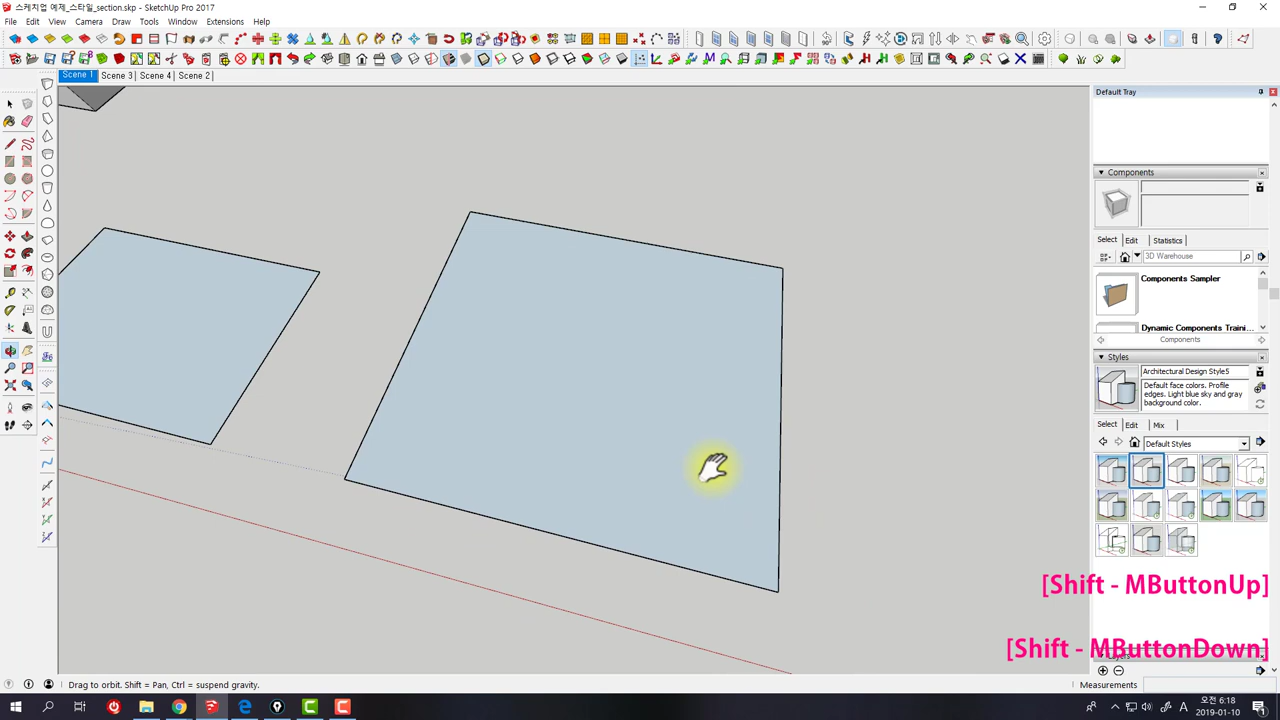 스케치업 예제_스타일_section.skp - SketchUp Pro 2017
File Edit View Camera Draw Tools Window Extensions Help
Scene 1 Scene 3 Scene 4 Scene 2
Default Tray
Components
Select Edit Statistics
3D Warehouse
Components Sampler
Dynamic Components Traini...
Components
Styles
Architectural Design Style5
Default face colors. Profile
edges. Light blue sky and gray
background color.
Select Edit Mix
Default Styles
[Shift - MButtonUp]
[Shift - MButtonDown]
Layers
Drag to orbit. Shift = Pan, Ctrl = suspend gravity.
Measurements
A
오전 6:18
2019-01-10